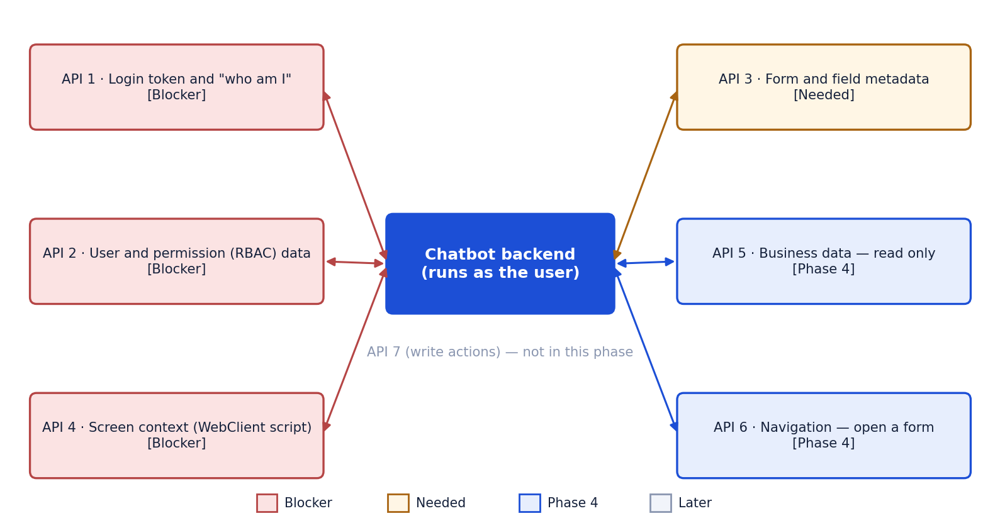 API 1 · Login token and "who am I"
[Blocker]
API 3 · Form and field metadata
[Needed]
API 2 · User and permission (RBAC) data
[Blocker]
Chatbot backend
(runs as the user)
API 5 · Business data — read only
[Phase 4]
API 7 (write actions) — not in this phase
API 4 · Screen context (WebClient script)
[Blocker]
API 6 · Navigation — open a form
[Phase 4]
Blocker
Needed
Phase 4
Later